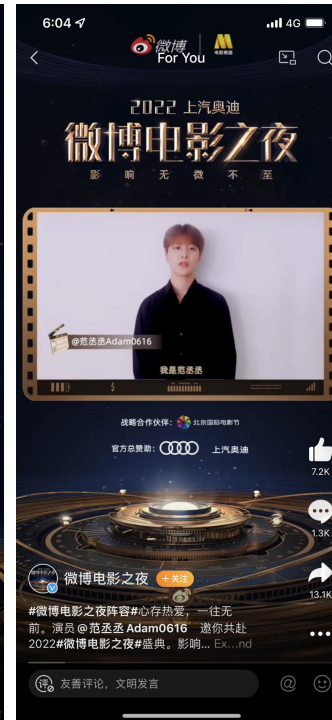 6:04
4G
微博
For You
2022 上汽奥迪
微博电影之夜
影响无微不至
@范丞丞Adam0616
我是范丞丞
战略合作伙伴: 北京国际电影节
官方总赞助: 上汽奥迪
7.2K
1.3K
微博电影之夜 +关注
13.1K
#微博电影之夜阵容#心存热爱，一往无
前。演员@范丞丞Adam0616 邀你共赴
2022#微博电影之夜#盛典。影响... Ex...nd
评 友善评论，文明发言